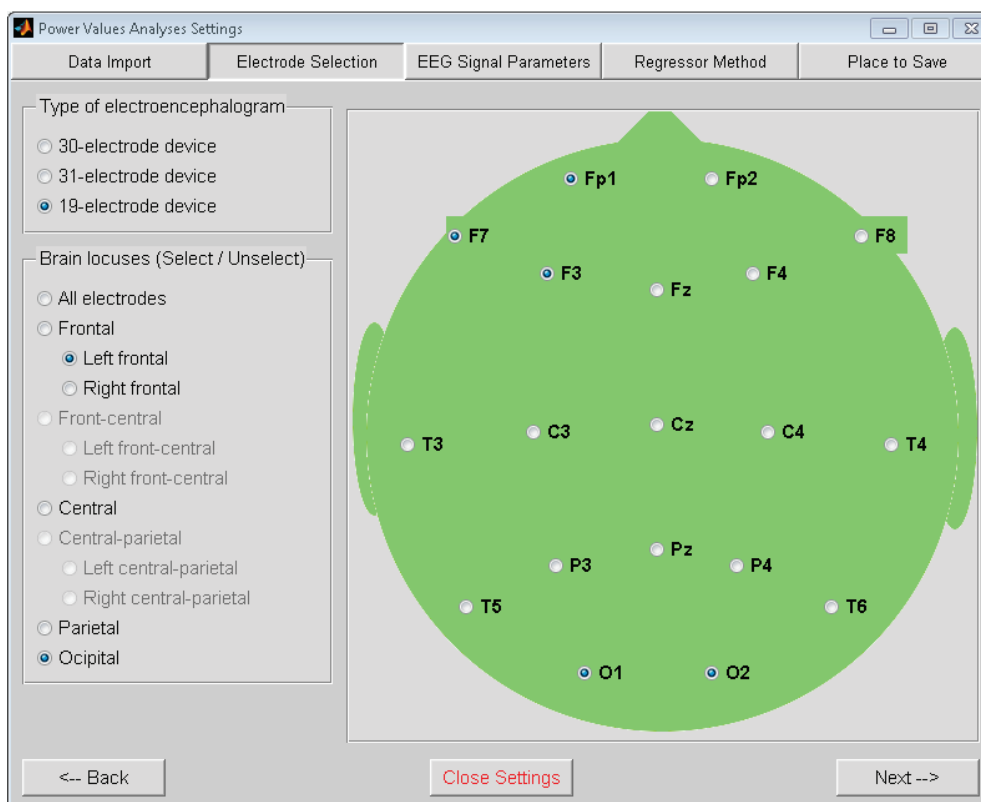 Power Values Analyses Settings
Data Import
Electrode Selection
EEG Signal Parameters
Regressor Method
Place to Save
Type of electroencephalogram
30-electrode device
31-electrode device
19-electrode device
Brain locuses (Select / Unselect)
All electrodes
Frontal
Left frontal
Right frontal
Front-central
Left front-central
Right front-central
Central
Central-parietal
Left central-parietal
Right central-parietal
Parietal
Ocipital
Fp1
Fp2
F7
F8
F3
F4
Fz
T3
C3
Cz
C4
T4
P3
Pz
P4
T5
T6
O1
O2
<-- Back
Close Settings
Next -->